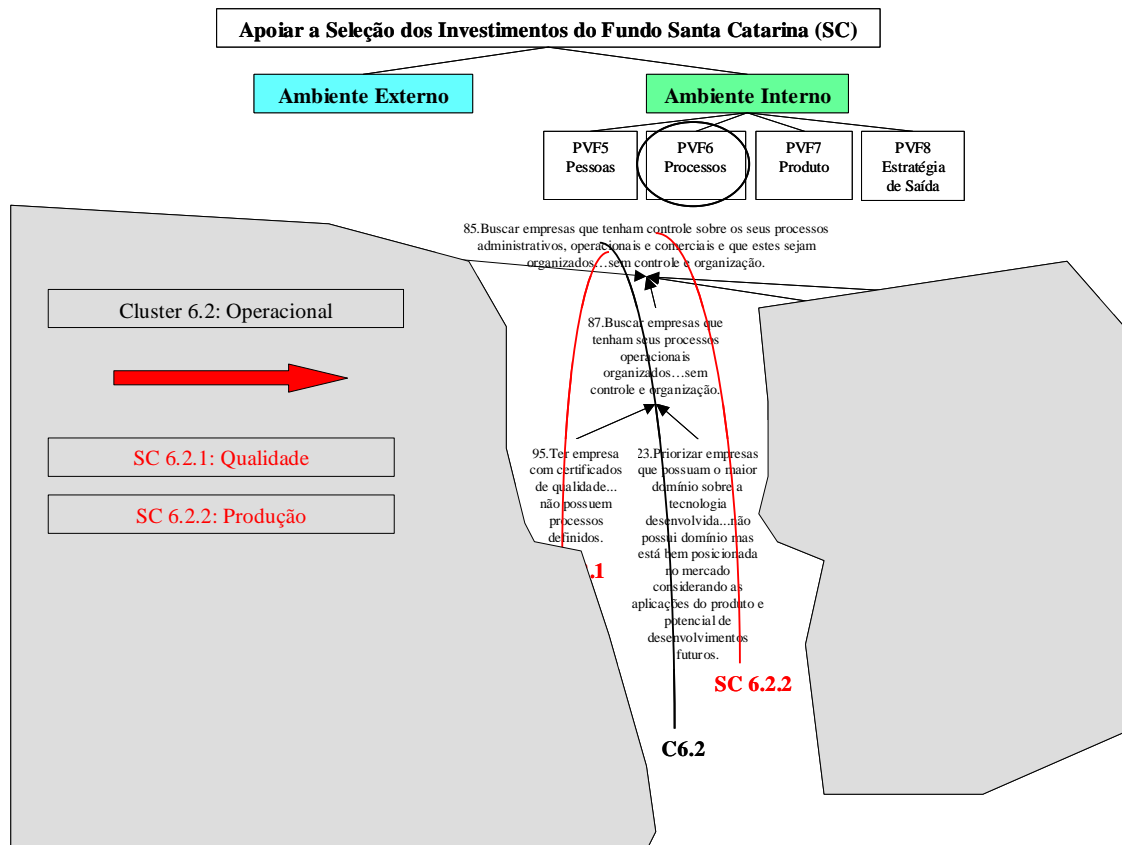 Apoiar a Seleção dos Investimentos do Fundo Santa Catarina (SC)
Ambiente Externo
Ambiente Interno
PVF5
Pessoas
PVF6
Processos
PVF7
Produto
PVF8
Estratégia
de Saída
85.Buscar empresas que tenham controle sobre os seus processos
administrativos, operacionais e comerciais e que estes sejam
organizados…sem controle e organização.
Cluster 6.2: Operacional
87.Buscar empresas que
tenham seus processos
operacionais
organizados…sem
controle e organização.
SC 6.2.1: Qualidade
SC 6.2.2: Produção
95.Ter empresa
com certificados
de qualidade...
não possuem
processos
definidos.
23.Priorizar empresas
que possuam o maior
domínio sobre a
tecnologia
desenvolvida...não
possui domínio mas
está bem posicionada
no mercado
considerando as
aplicações do produto e
potencial de
desenvolvimentos
futuros.
.1
SC 6.2.2
C6.2